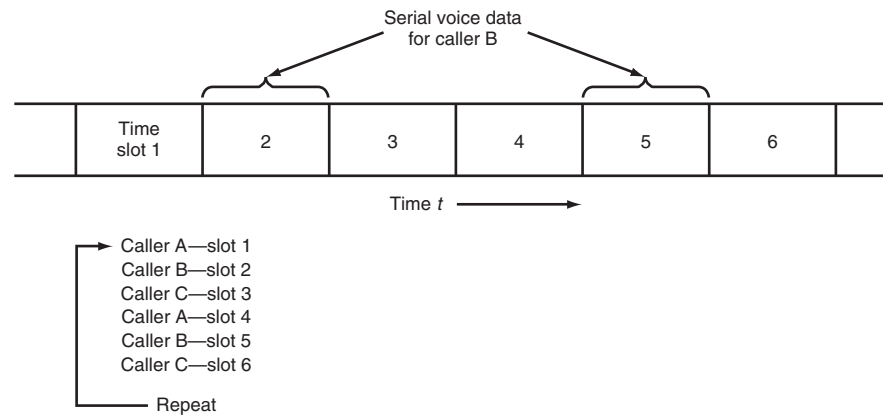 Serial voice data
for caller B
Time
slot 1
2
3
4
5
6
Time t
Caller A—slot 1
Caller B—slot 2
Caller C—slot 3
Caller A—slot 4
Caller B—slot 5
Caller C—slot 6
Repeat